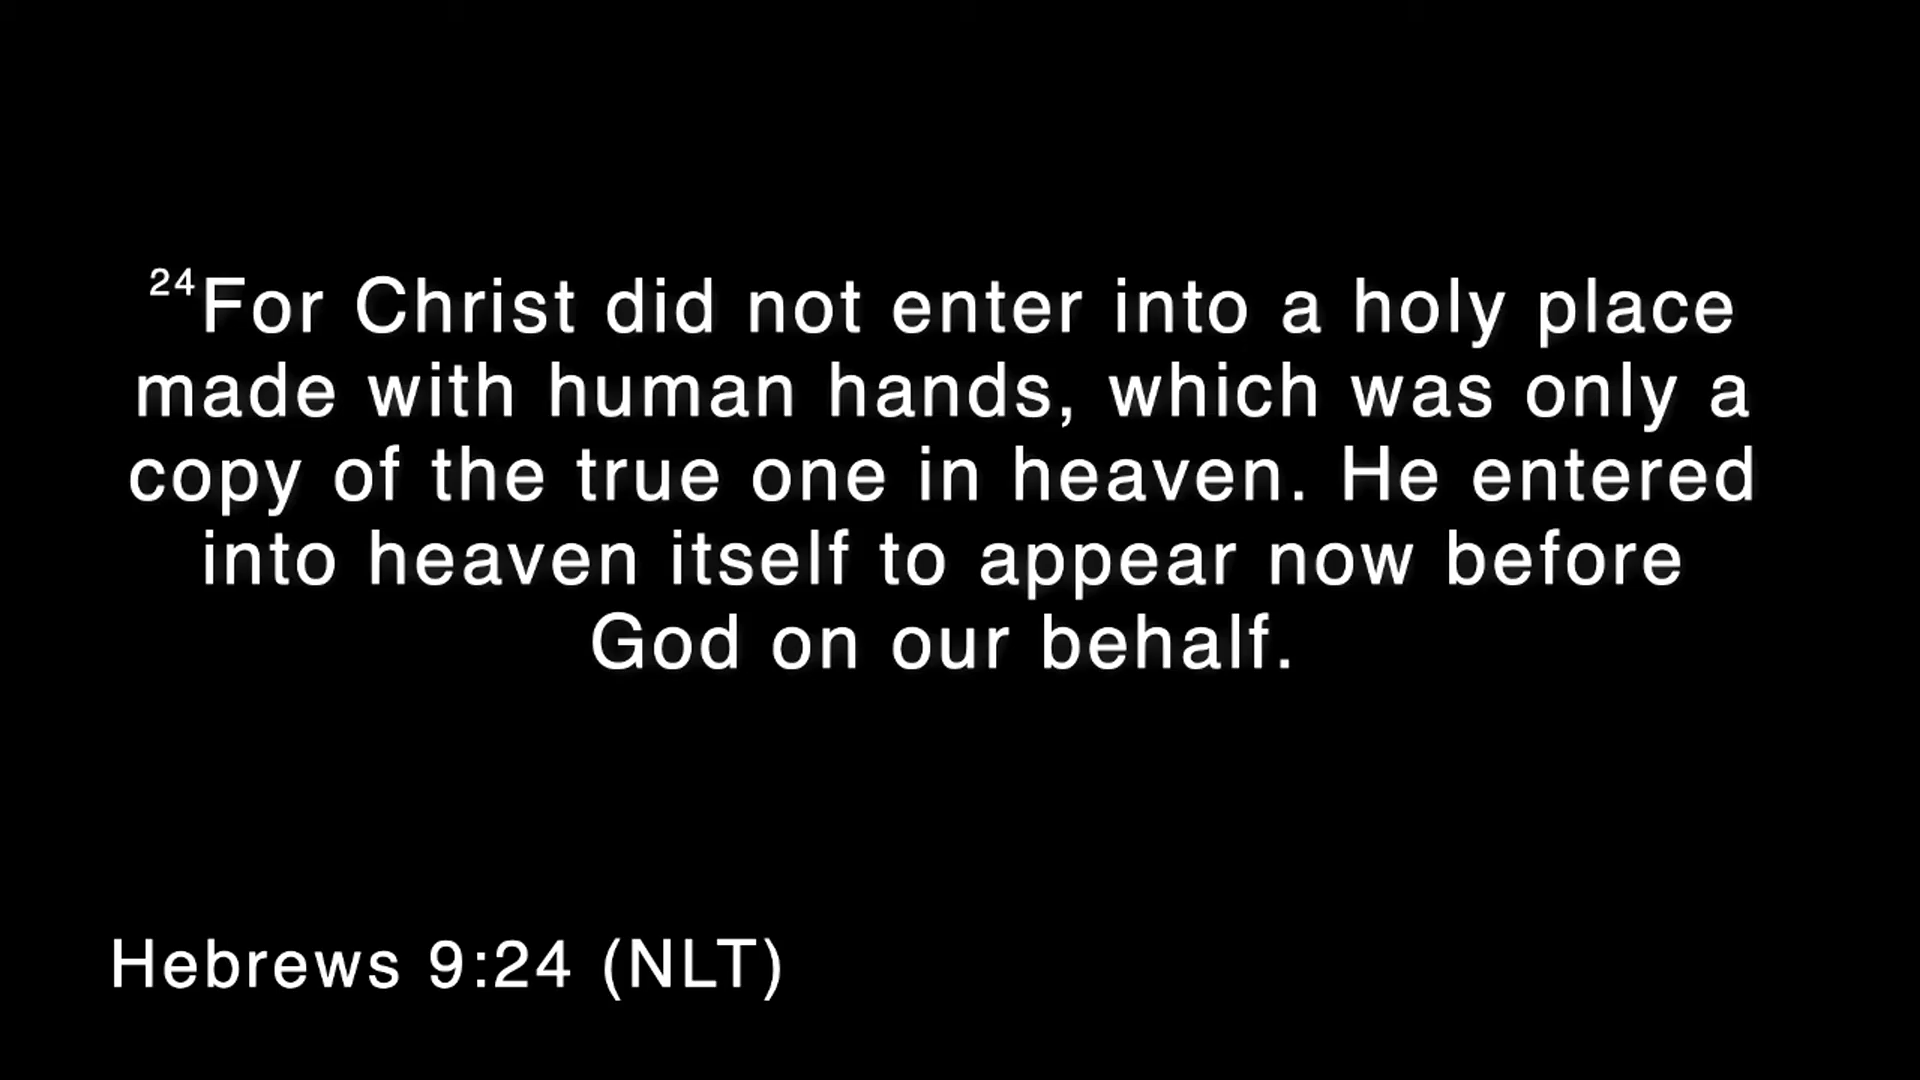 24For Christ did not enter into a holy place
made with human hands, which was only a
copy of the true one in heaven. He entered
into heaven itself to appear now before
God on our behalf.
Hebrews 9:24 (NLT)